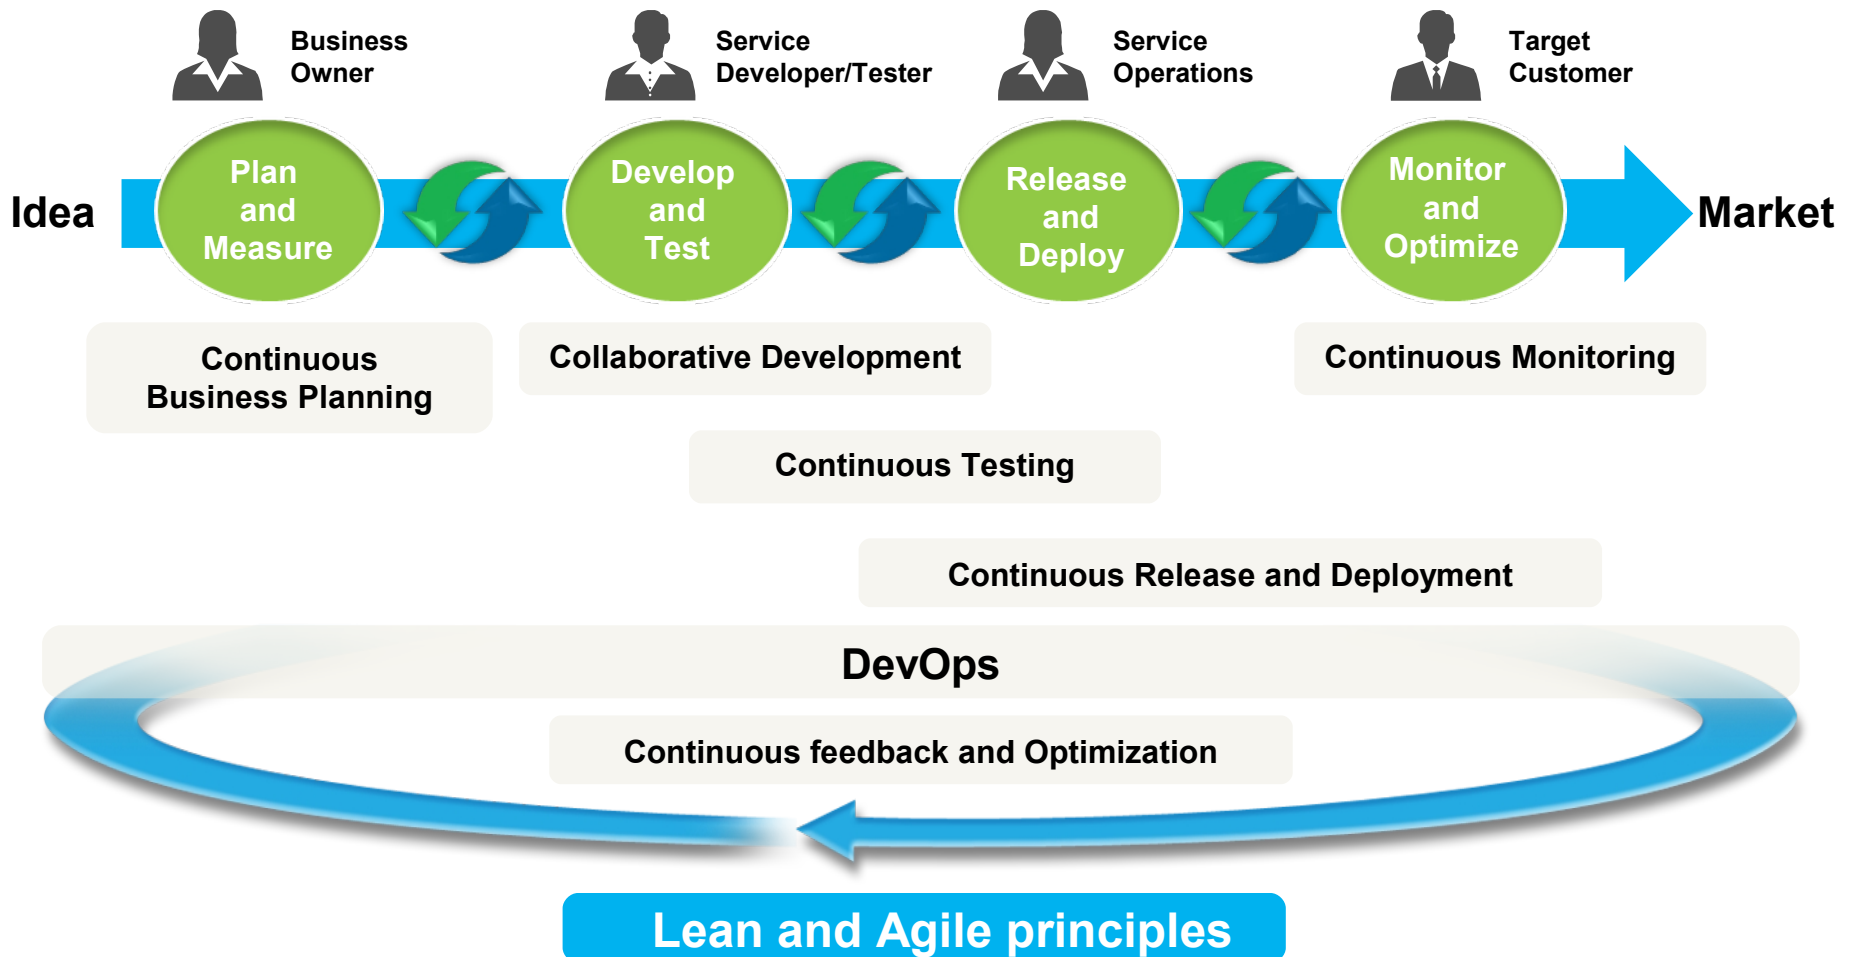 Business
Owner
Service
Developer/Tester
Service
Operations
Target
Customer
Idea
Plan
and
Measure
Develop
and
Test
Release
and
Deploy
Monitor
and
Optimize
Market
Continuous
Business Planning
Collaborative Development
Continuous Monitoring
Continuous Testing
Continuous Release and Deployment
DevOps
Continuous feedback and Optimization
Lean and Agile principles